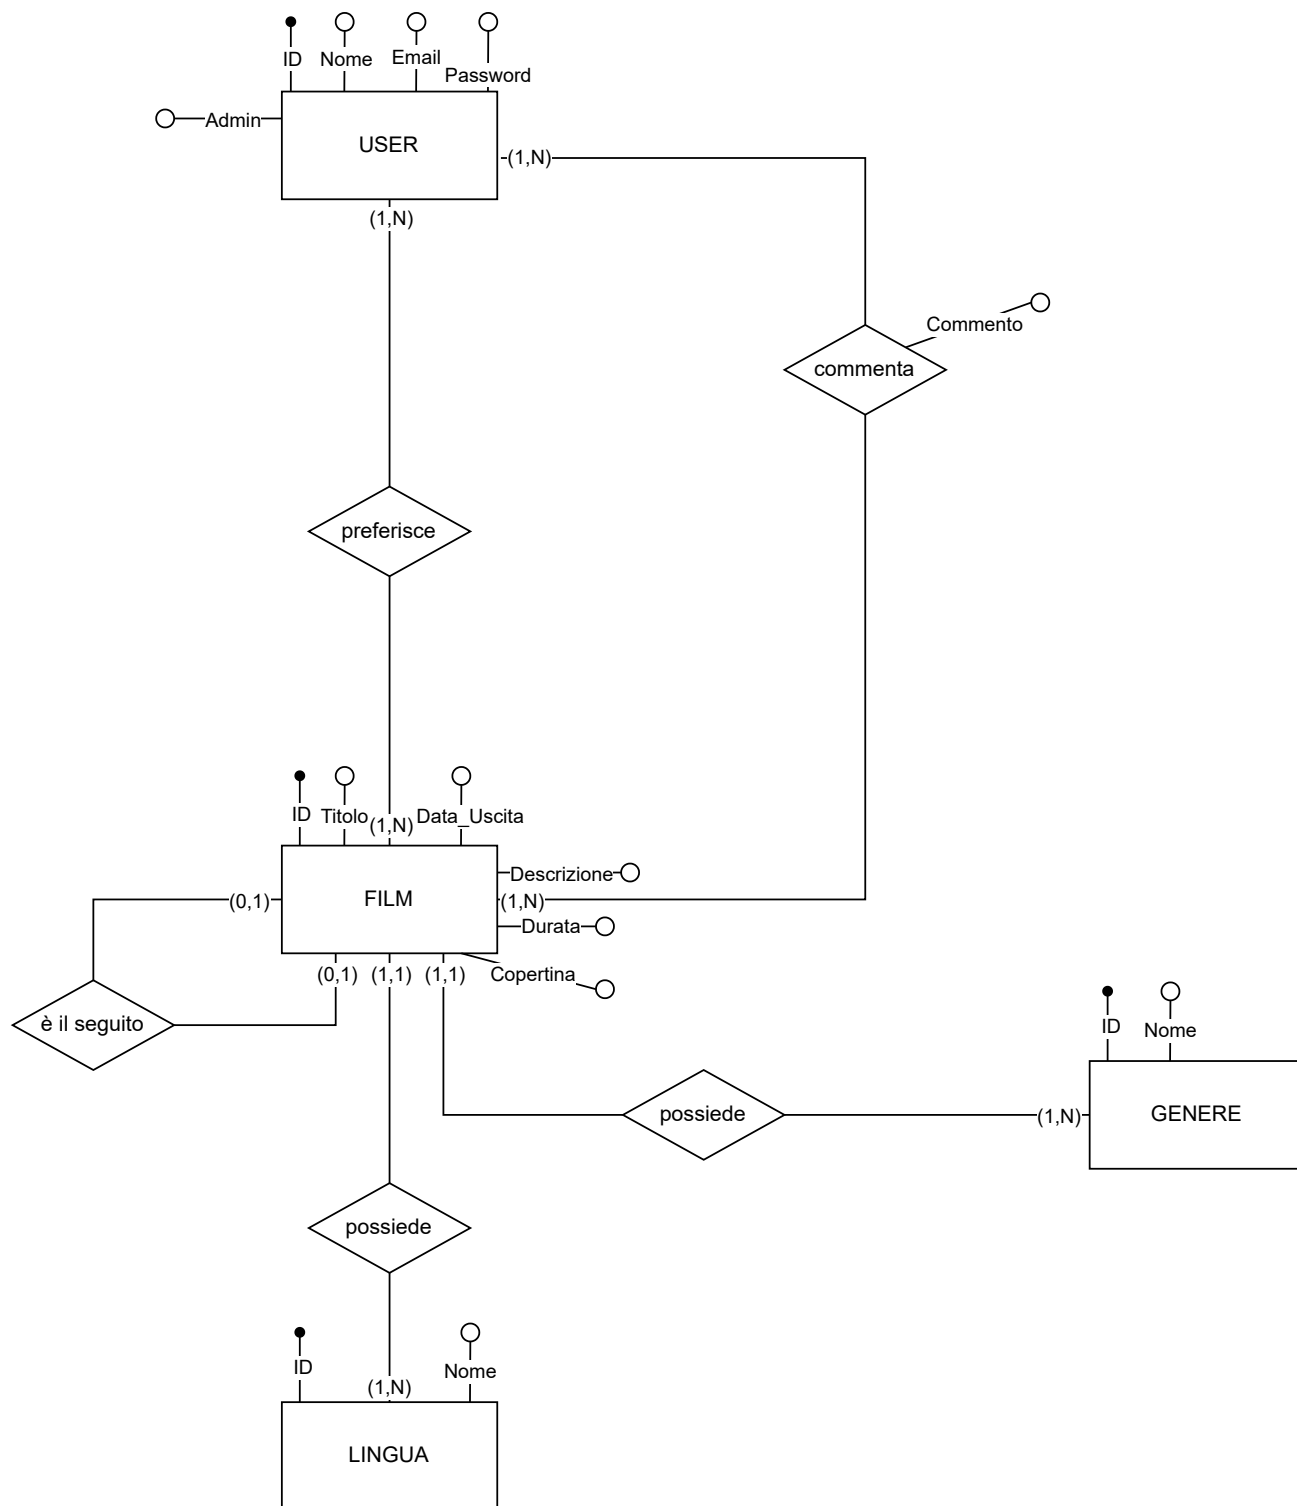 ID
Nome
Email
Password
Admin
USER
(1,N)
(1,N)
Commento
commenta
preferisce
ID
Titolo
(1,N)
Data_Uscita
Descrizione
(0,1)
FILM
(1,N)
Durata
(0,1)
(1,1)
(1,1)
Copertina
è il seguito
ID
Nome
possiede
(1,N)
GENERE
possiede
ID
Nome
(1,N)
LINGUA